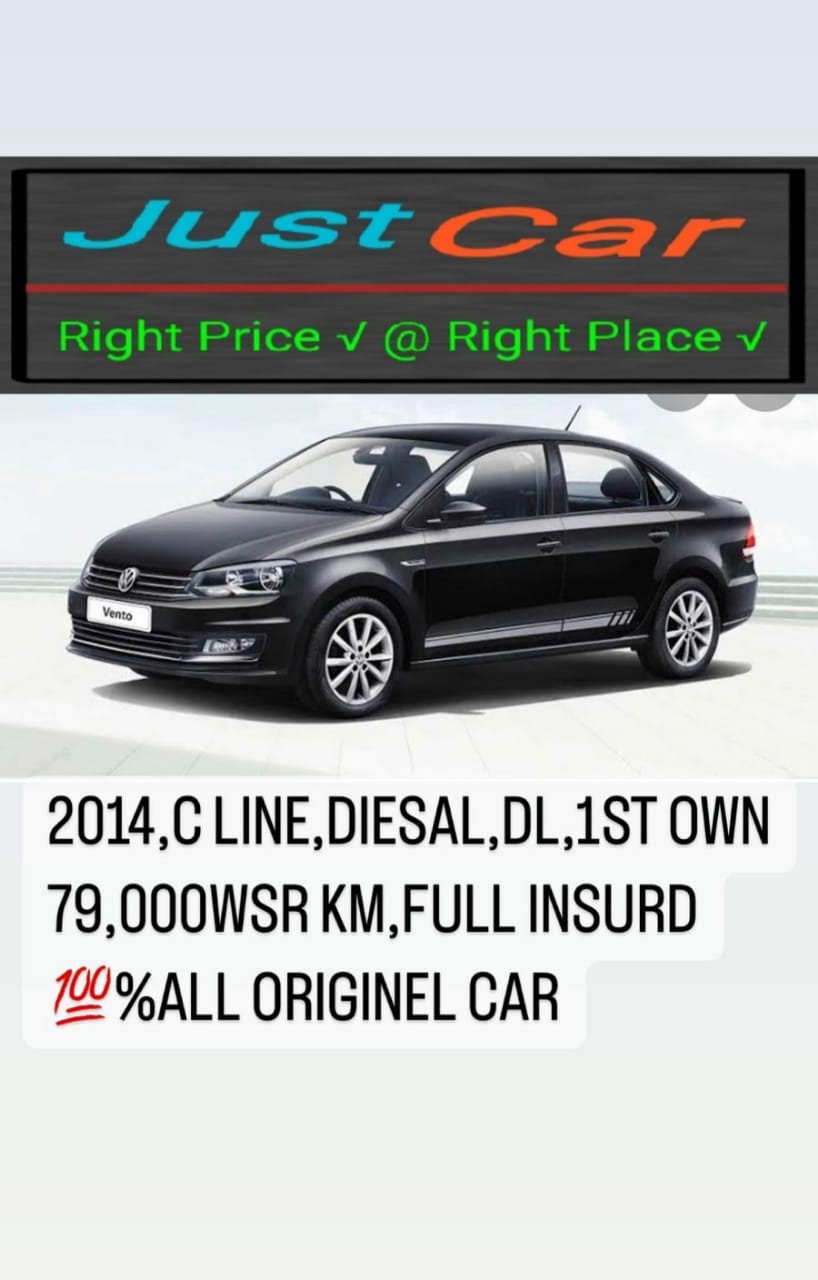 Just Car
Right Price √ @ Right Place √
Vento
2014,C LINE,DIESAL,DL,1ST OWN
79,000WSR KM,FULL INSURD
💯%ALL ORIGINEL CAR